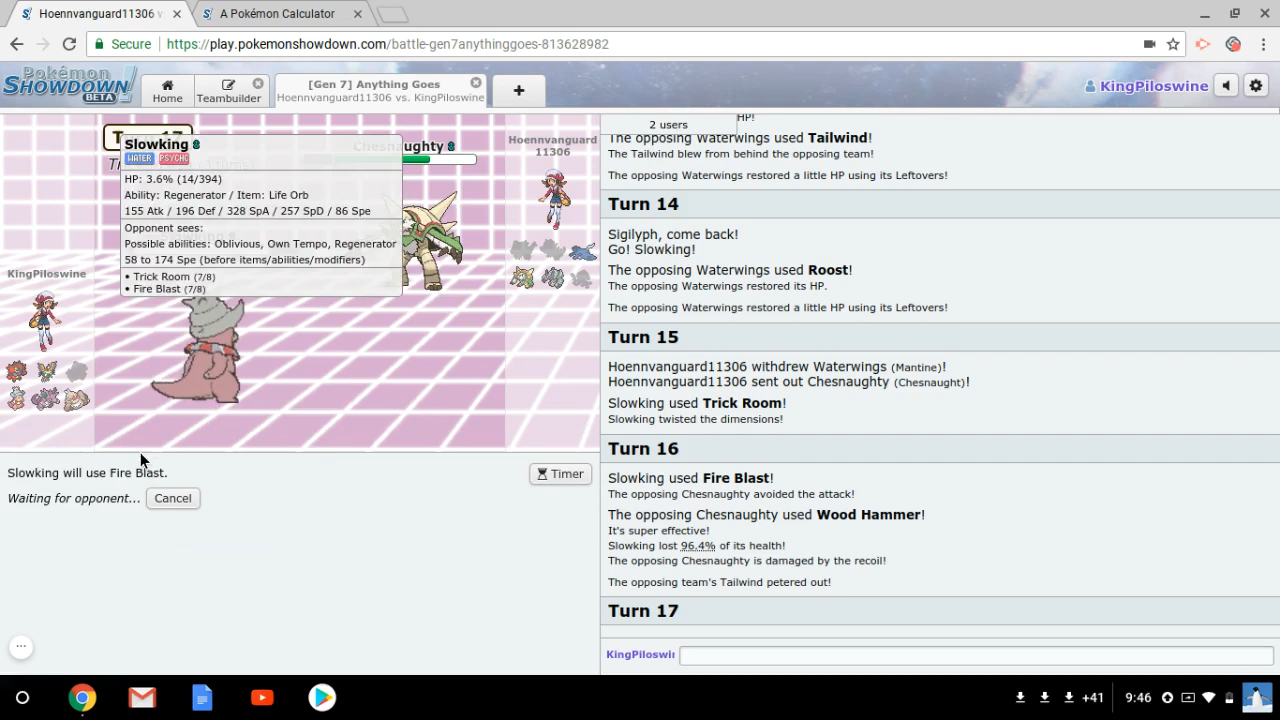 Hoennvanguard11306 v
A Pokémon Calculator
Secure
https://play.pokemonshowdown.com/battle-gen7anythinggoes-813628982
Pokémon
SHOWDOWN
BETA
Home
Teambuilder
[Gen 7] Anything Goes
Hoennvanguard11306 vs. KingPiloswine
KingPiloswine
Slowking
WATER PSYCHC
HP: 3.6% (14/394)
Ability: Regenerator / Item: Life Orb
155 Atk / 196 Def / 328 SpA / 257 SpD / 86 Spe
Opponent sees:
Possible abilities: Oblivious, Own Tempo, Regenerator
58 to 174 Spe (before items/abilities/modifiers)
• Trick Room (7/8)
• Fire Blast (7/8)
Hoennvanguard
11306
KingPiloswine
Slowking will use Fire Blast.
Waiting for opponent...
Cancel
Timer
2 users
HP!
The opposing Waterwings used Tailwind!
The Tailwind blew from behind the opposing team!
The opposing Waterwings restored a little HP using its Leftovers!
Turn 14
Sigilyph, come back!
Go! Slowking!
The opposing Waterwings used Roost!
The opposing Waterwings restored its HP.
The opposing Waterwings restored a little HP using its Leftovers!
Turn 15
Hoennvanguard11306 withdrew Waterwings (Mantine)!
Hoennvanguard11306 sent out Chesnaughty (Chesnaught)!
Slowking used Trick Room!
Slowking twisted the dimensions!
Turn 16
Slowking used Fire Blast!
The opposing Chesnaughty avoided the attack!
The opposing Chesnaughty used Wood Hammer!
It's super effective!
Slowking lost 96.4% of its health!
The opposing Chesnaughty is damaged by the recoil!
The opposing team's Tailwind petered out!
Turn 17
KingPiloswi
+41
9:46